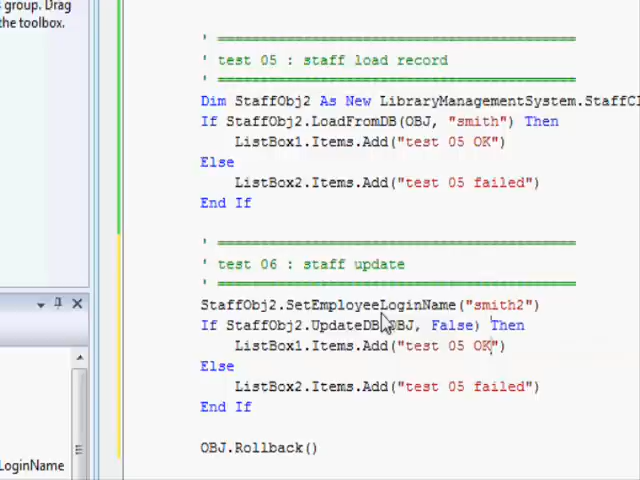 s group. Drag
the toolbox.
' ==========================================
' test 05 : staff load record
' ==========================================
Dim StaffObj2 As New LibraryManagementSystem.StaffCl
If StaffObj2.LoadFromDB(OBJ, "smith") Then
ListBox1.Items.Add("test 05 OK")
Else
ListBox2.Items.Add("test 05 failed")
End If
' ==========================================
' test 06 : staff update
' ==========================================
StaffObj2.SetEmployeeLoginName("smith2")
If StaffObj2.UpdateDB(OBJ, False) Then
ListBox1.Items.Add("test 05 OK")
Else
ListBox2.Items.Add("test 05 failed")
End If
OBJ.Rollback()
LoginName